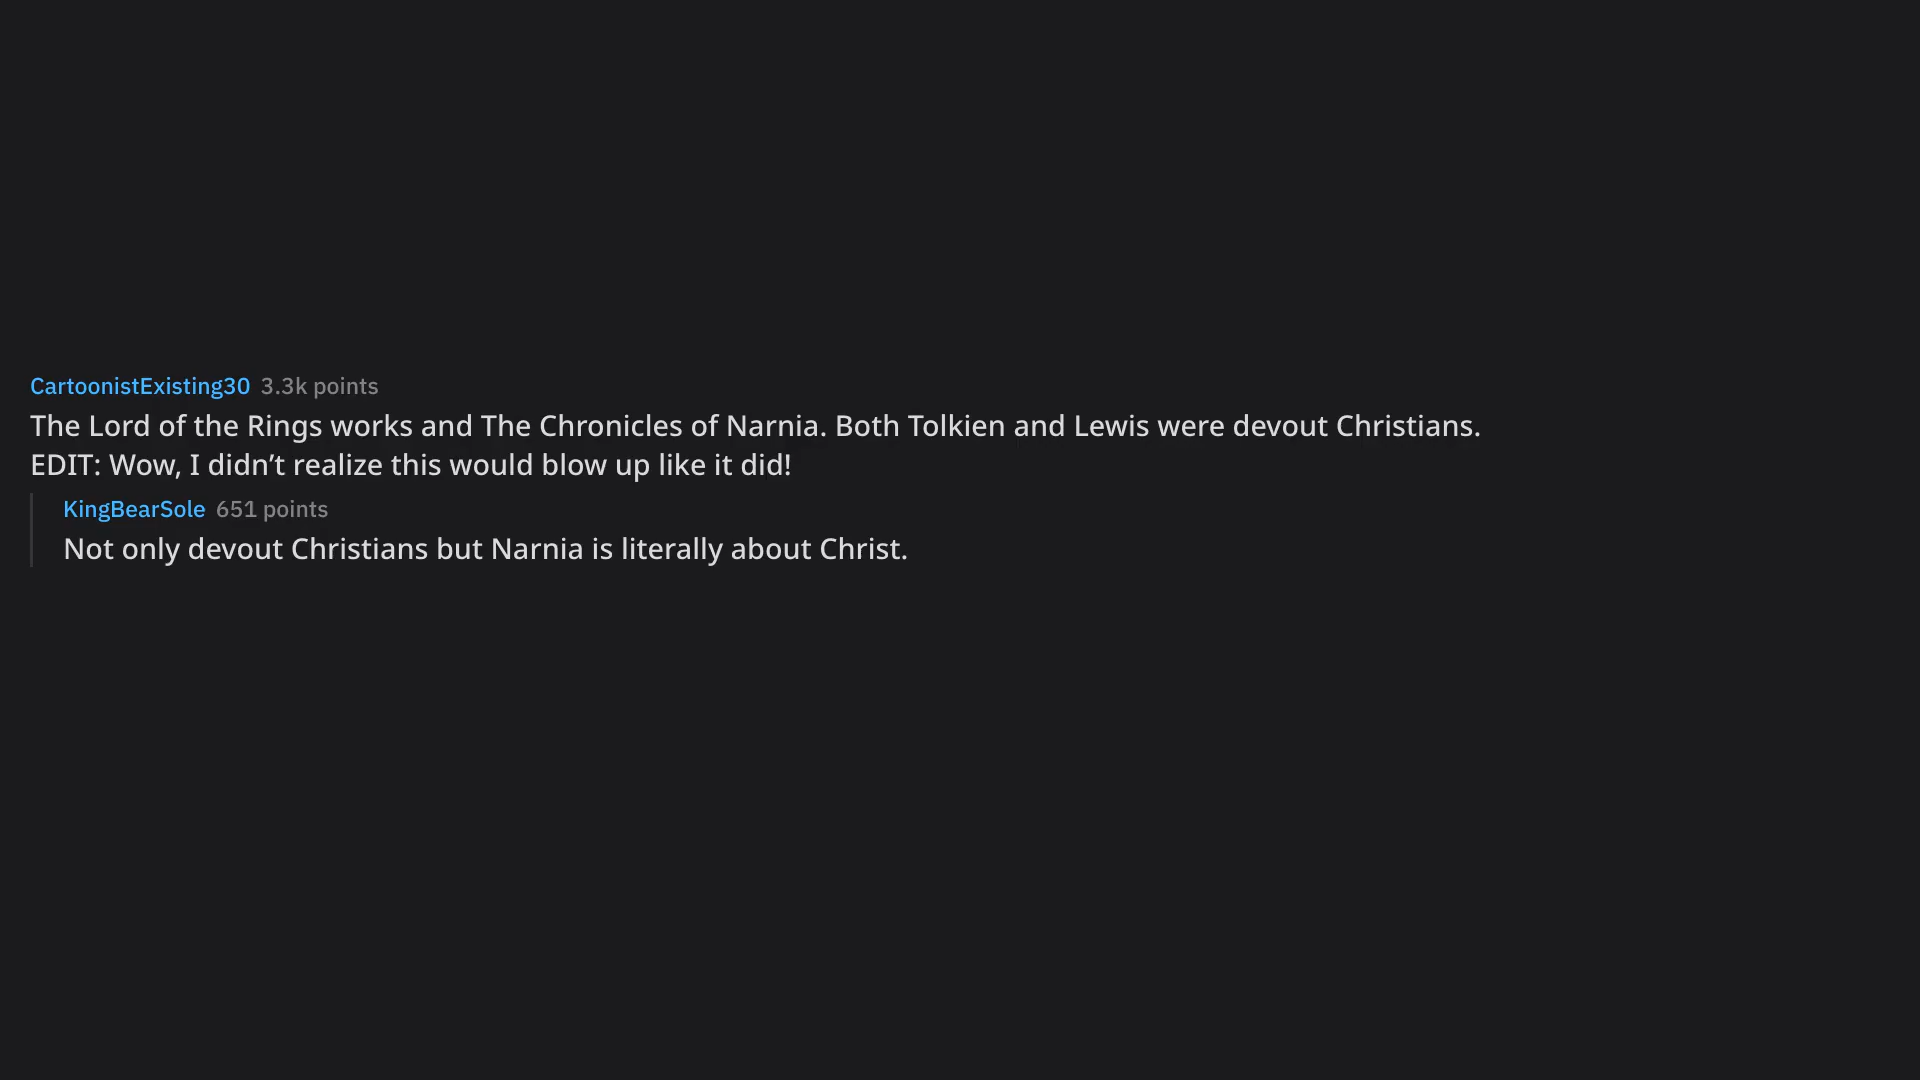 CartoonistExisting30 3.3k points
The Lord of the Rings works and The Chronicles of Narnia. Both Tolkien and Lewis were devout Christians.
EDIT: Wow, I didn’t realize this would blow up like it did!
KingBearSole 651 points
Not only devout Christians but Narnia is literally about Christ.